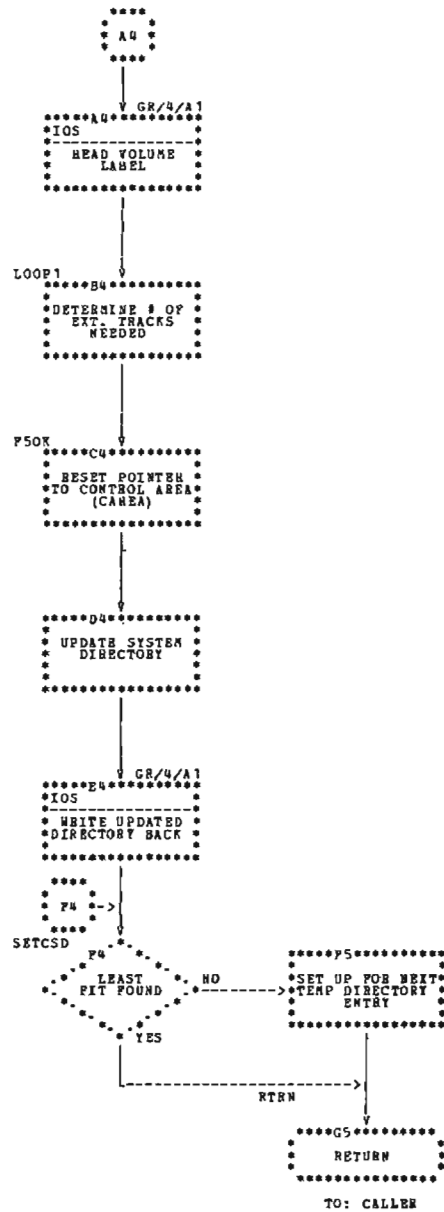 A4
GR/4/A1
A4
IOS
READ VOLUME
LABEL
LOOP1
B4
DETERMINE # OF
EXT. TRACKS
NEEDED
F5OK
C4
RESET POINTER
TO CONTROL AREA
(CAREA)
D4
UPDATE SYSTEM
DIRECTORY
GR/4/A1
E4
IOS
WRITE UPDATED
DIRECTORY BACK
F4
SETCSD
F4
LEAST
FIT FOUND
NO
YES
F5
SET UP FOR NEXT
TEMP DIRECTORY
ENTRY
RTRN
G5
RETURN
TO: CALLER